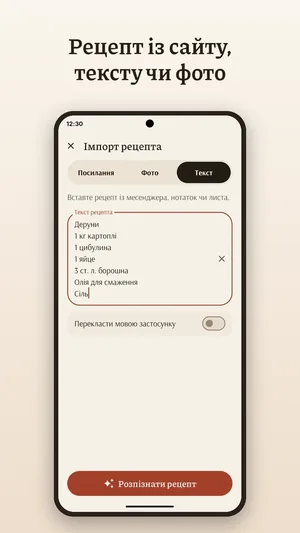 Рецепт із сайту,
тексту чи фото
12:30
Імпорт рецепта
Посилання Фото Текст
Вставте рецепт із месенджера, нотаток чи листа.
Текст рецепта
Деруни
1 кг картоплі
1 цибулина
1 яйце
3 ст. л. борошна
Олія для смаження
Сіль
Перекласти мовою застосунку
Розпізнати рецепт